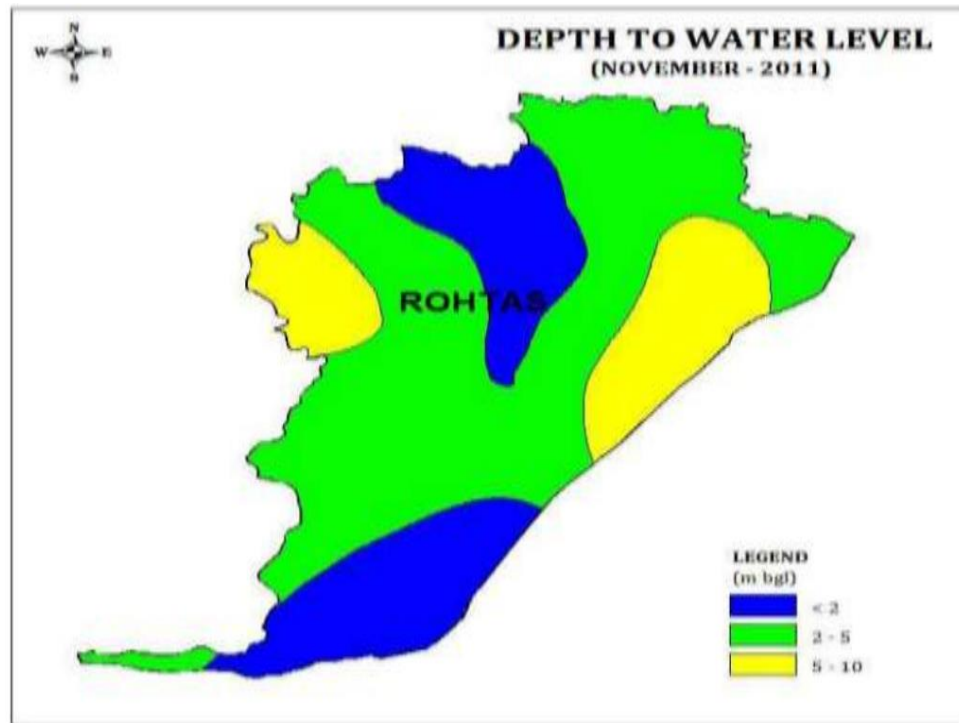 N
W E
S
DEPTH TO WATER LEVEL
(NOVEMBER - 2011)
ROHTAS
LEGEND
(m bgl)
< 2
2 - 5
5 - 10